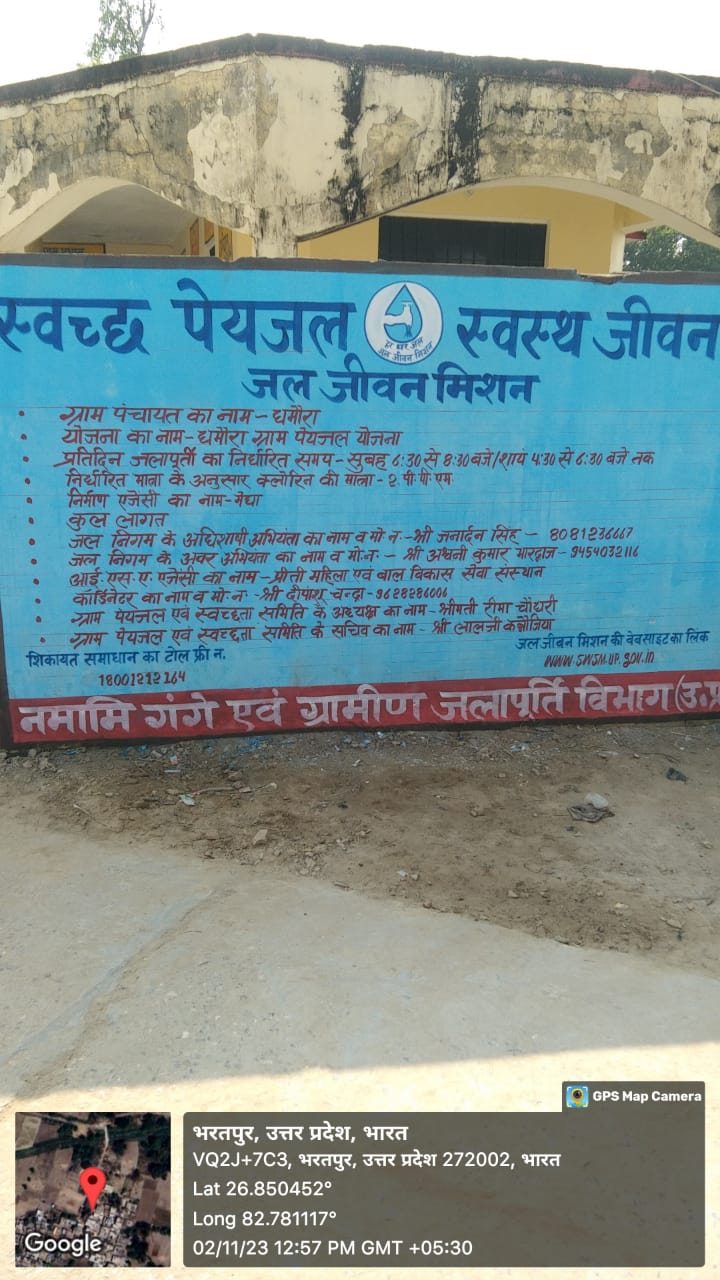 स्वच्छ पेयजल स्वस्थ जीवन
हर घर जल
जल जीवन मिशन
जल जीवन मिशन
ग्राम पंचायत का नाम - धमौरा
योजना का नाम - धमौरा ग्राम पेयजल योजना
प्रतिदिन जलापूर्ती का निर्धारित समय - सुबह 6:30 से 8:30 बजे/शायं 4:30 से 6:30 बजे तक
निर्धारित मात्रा के अनुसार क्लोरिन की मात्रा - 2 पी पी एम
निर्माण एजेंसी का नाम - मेघा
कुल लागत
जल निगम के अधिशाषी अभियंता का नाम व मो.न. - श्री जनार्दन सिंह - 8081236667
जल निगम के अवर अभियंता का नाम व मो.न. - श्री अश्वनी कुमार भारद्वाज - 9454032116
आई.एस.ए. एजेंसी का नाम - प्रीती महिला एवं बाल विकास सेवा संस्थान
कॉर्डिनेटर का नाम व मो.न - श्री दीपांश चन्द्रा - 9628286006
ग्राम पेयजल एवं स्वच्छता समिति के अध्यक्ष का नाम - श्रीमती रीमा चौधरी
ग्राम पेयजल एवं स्वच्छता समिति के सचिव का नाम - श्री लालजी कन्नौजिया
शिकायत समाधान का टोल फ्री न.
18001212164
जल जीवन मिशन की वेबसाइट का लिंक
www.swsm.up.gov.in
नमामि गंगे एवं ग्रामीण जलापूर्ति विभाग (उ.प्र
GPS Map Camera
भरतपुर, उत्तर प्रदेश, भारत
VQ2J+7C3, भरतपुर, उत्तर प्रदेश 272002, भारत
Lat 26.850452°
Long 82.781117°
02/11/23 12:57 PM GMT +05:30
Google